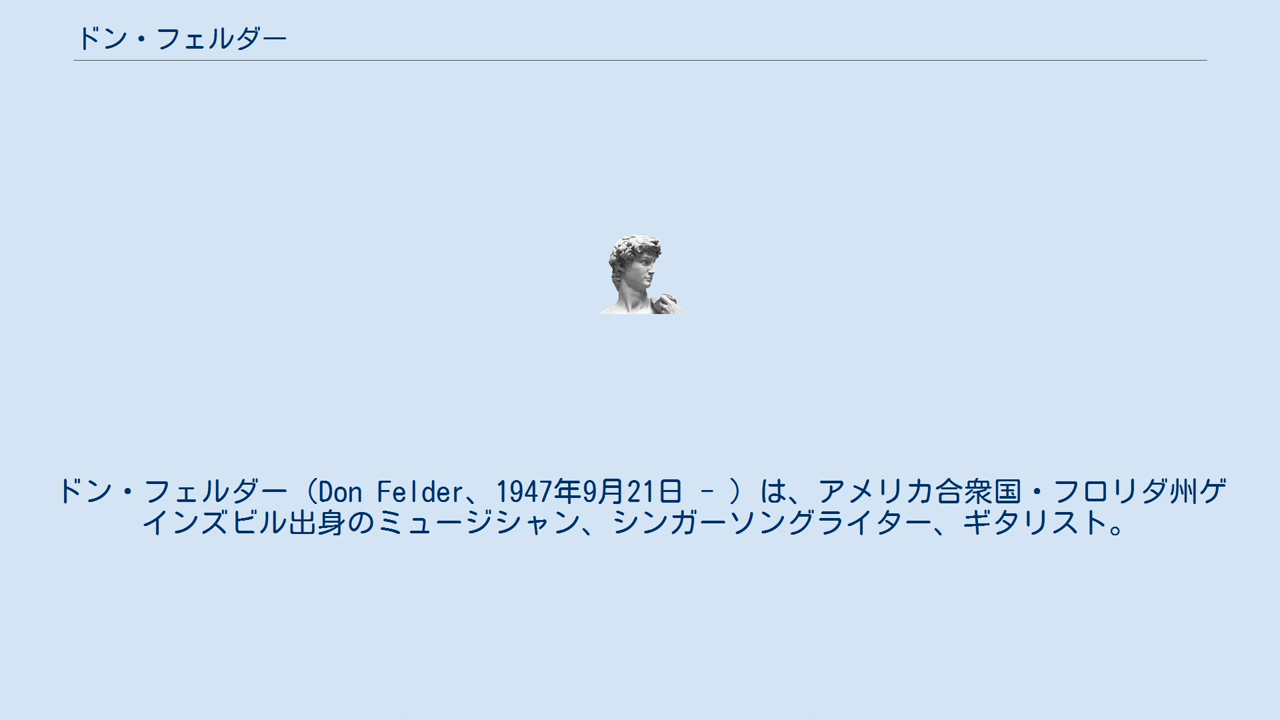 ドン・フェルダー
ドン・フェルダー（Don Felder、1947年9月21日 - ）は、アメリカ合衆国・フロリダ州ゲ
インズビル出身のミュージシャン、シンガーソングライター、ギタリスト。